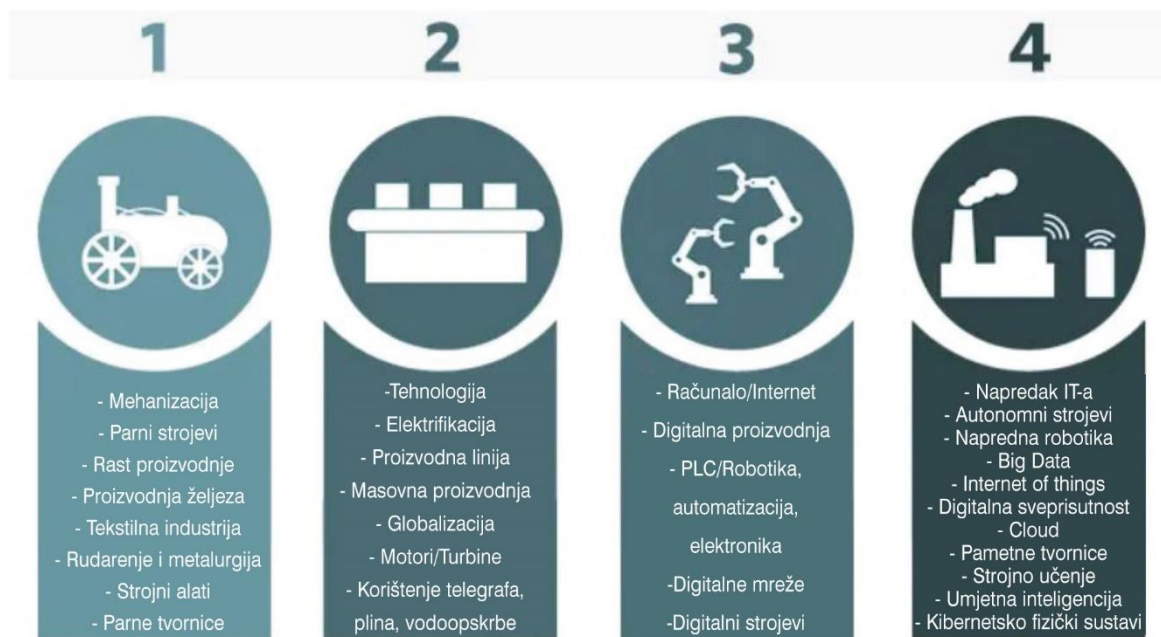 1
2
3
4
- Mehanizacija
- Parni strojevi
- Rast proizvodnje
- Proizvodnja željeza
- Tekstilna industrija
- Rudarenje i metalurgija
- Strojni alati
- Parne tvornice
-Tehnologija
- Elektrifikacija
- Proizvodna linija
- Masovna proizvodnja
- Globalizacija
- Motori/Turbine
- Korištenje telegrafa,
plina, vodoopskrbe
- Računalo/Internet
- Digitalna proizvodnja
- PLC/Robotika,
automatizacija,
elektronika
-Digitalne mreže
-Digitalni strojevi
- Napredak IT-a
- Autonomni strojevi
- Napredna robotika
- Big Data
- Internet of things
- Digitalna sveprisutnost
- Cloud
- Pametne tvornice
- Strojno učenje
- Umjetna inteligencija
- Kibernetsko fizički sustavi